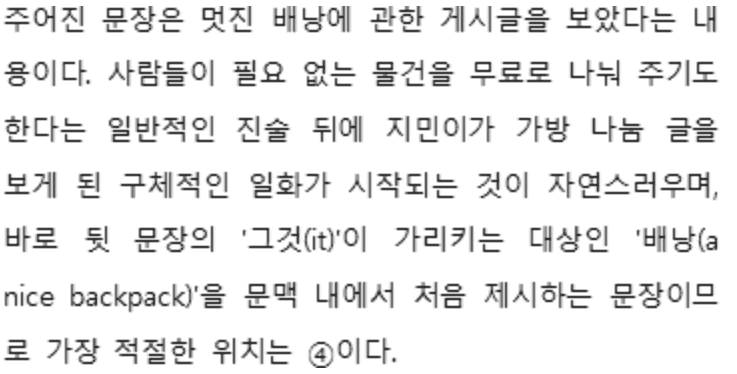 주어진 문장은 멋진 배낭에 관한 게시글을 보았다는 내
용이다. 사람들이 필요 없는 물건을 무료로 나눠 주기도
한다는 일반적인 진술 뒤에 지민이가 가방 나눔 글을
보게 된 구체적인 일화가 시작되는 것이 자연스러우며,
바로 뒷 문장의 '그것(it)'이 가리키는 대상인 '배낭(a
nice backpack)'을 문맥 내에서 처음 제시하는 문장이므
로 가장 적절한 위치는 ④이다.